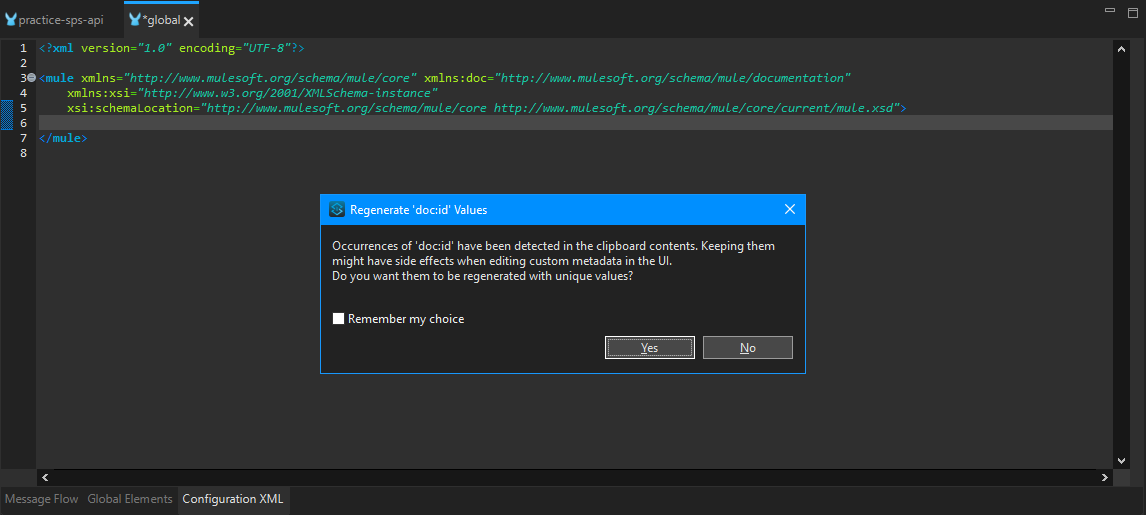 practice-sps-api
*global
1 <?xml version="1.0" encoding="UTF-8"?>
2
3 <mule xmlns="http://www.mulesoft.org/schema/mule/core" xmlns:doc="http://www.mulesoft.org/schema/mule/documentation"
4 xmlns:xsi="http://www.w3.org/2001/XMLSchema-instance"
5 xsi:schemaLocation="http://www.mulesoft.org/schema/mule/core http://www.mulesoft.org/schema/mule/core/current/mule.xsd">
6
7 </mule>
8
Regenerate 'doc:id' Values
Occurrences of 'doc:id' have been detected in the clipboard contents. Keeping them
might have side effects when editing custom metadata in the UI.
Do you want them to be regenerated with unique values?
Remember my choice
Yes
No
Message Flow
Global Elements
Configuration XML